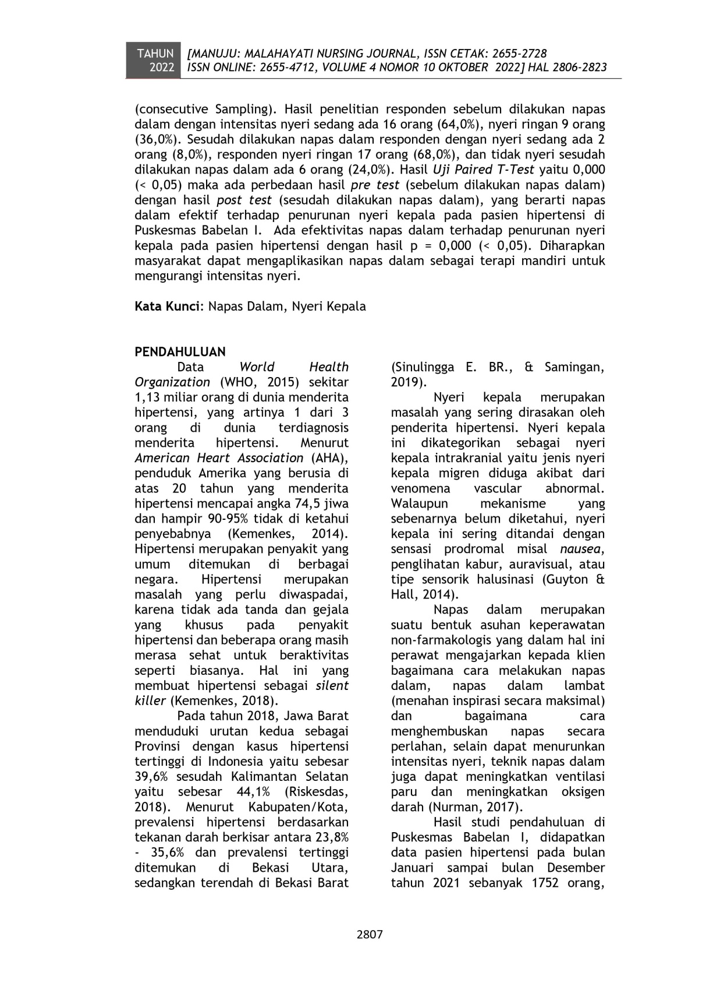 TAHUN
2022
[MANUJU: MALAHAYATI NURSING JOURNAL, ISSN CETAK: 2655-2728
ISSN ONLINE: 2655-4712, VOLUME 4 NOMOR 10 OKTOBER 2022] HAL 2806-2823
(consecutive Sampling). Hasil penelitian responden sebelum dilakukan napas
dalam dengan intensitas nyeri sedang ada 16 orang (64,0%), nyeri ringan 9 orang
(36,0%). Sesudah dilakukan napas dalam responden dengan nyeri sedang ada 2
orang (8,0%), responden nyeri ringan 17 orang (68,0%), dan tidak nyeri sesudah
dilakukan napas dalam ada 6 orang (24,0%). Hasil Uji Paired T-Test yaitu 0,000
(< 0,05) maka ada perbedaan hasil pre test (sebelum dilakukan napas dalam)
dengan hasil post test (sesudah dilakukan napas dalam), yang berarti napas
dalam efektif terhadap penurunan nyeri kepala pada pasien hipertensi di
Puskesmas Babelan I. Ada efektivitas napas dalam terhadap penurunan nyeri
kepala pada pasien hipertensi dengan hasil p = 0,000 (< 0,05). Diharapkan
masyarakat dapat mengaplikasikan napas dalam sebagai terapi mandiri untuk
mengurangi intensitas nyeri.
Kata Kunci: Napas Dalam, Nyeri Kepala
PENDAHULUAN
Data World Health
Organization (WHO, 2015) sekitar
1,13 miliar orang di dunia menderita
hipertensi, yang artinya 1 dari 3
orang di dunia terdiagnosis
menderita hipertensi. Menurut
American Heart Association (AHA),
penduduk Amerika yang berusia di
atas 20 tahun yang menderita
hipertensi mencapai angka 74,5 jiwa
dan hampir 90-95% tidak di ketahui
penyebabnya (Kemenkes, 2014).
Hipertensi merupakan penyakit yang
umum ditemukan di berbagai
negara. Hipertensi merupakan
masalah yang perlu diwaspadai,
karena tidak ada tanda dan gejala
yang khusus pada penyakit
hipertensi dan beberapa orang masih
merasa sehat untuk beraktivitas
seperti biasanya. Hal ini yang
membuat hipertensi sebagai silent
killer (Kemenkes, 2018).
Pada tahun 2018, Jawa Barat
menduduki urutan kedua sebagai
Provinsi dengan kasus hipertensi
tertinggi di Indonesia yaitu sebesar
39,6% sesudah Kalimantan Selatan
yaitu sebesar 44,1% (Riskesdas,
2018). Menurut Kabupaten/Kota,
prevalensi hipertensi berdasarkan
tekanan darah berkisar antara 23,8%
- 35,6% dan prevalensi tertinggi
ditemukan di Bekasi Utara,
sedangkan terendah di Bekasi Barat
(Sinulingga E. BR., & Samingan,
2019).
Nyeri kepala merupakan
masalah yang sering dirasakan oleh
penderita hipertensi. Nyeri kepala
ini dikategorikan sebagai nyeri
kepala intrakranial yaitu jenis nyeri
kepala migren diduga akibat dari
venomena vascular abnormal.
Walaupun mekanisme yang
sebenarnya belum diketahui, nyeri
kepala ini sering ditandai dengan
sensasi prodromal misal nausea,
penglihatan kabur, auravisual, atau
tipe sensorik halusinasi (Guyton &
Hall, 2014).
Napas dalam merupakan
suatu bentuk asuhan keperawatan
non-farmakologis yang dalam hal ini
perawat mengajarkan kepada klien
bagaimana cara melakukan napas
dalam, napas dalam lambat
(menahan inspirasi secara maksimal)
dan bagaimana cara
menghembuskan napas secara
perlahan, selain dapat menurunkan
intensitas nyeri, teknik napas dalam
juga dapat meningkatkan ventilasi
paru dan meningkatkan oksigen
darah (Nurman, 2017).
Hasil studi pendahuluan di
Puskesmas Babelan I, didapatkan
data pasien hipertensi pada bulan
Januari sampai bulan Desember
tahun 2021 sebanyak 1752 orang,
2807